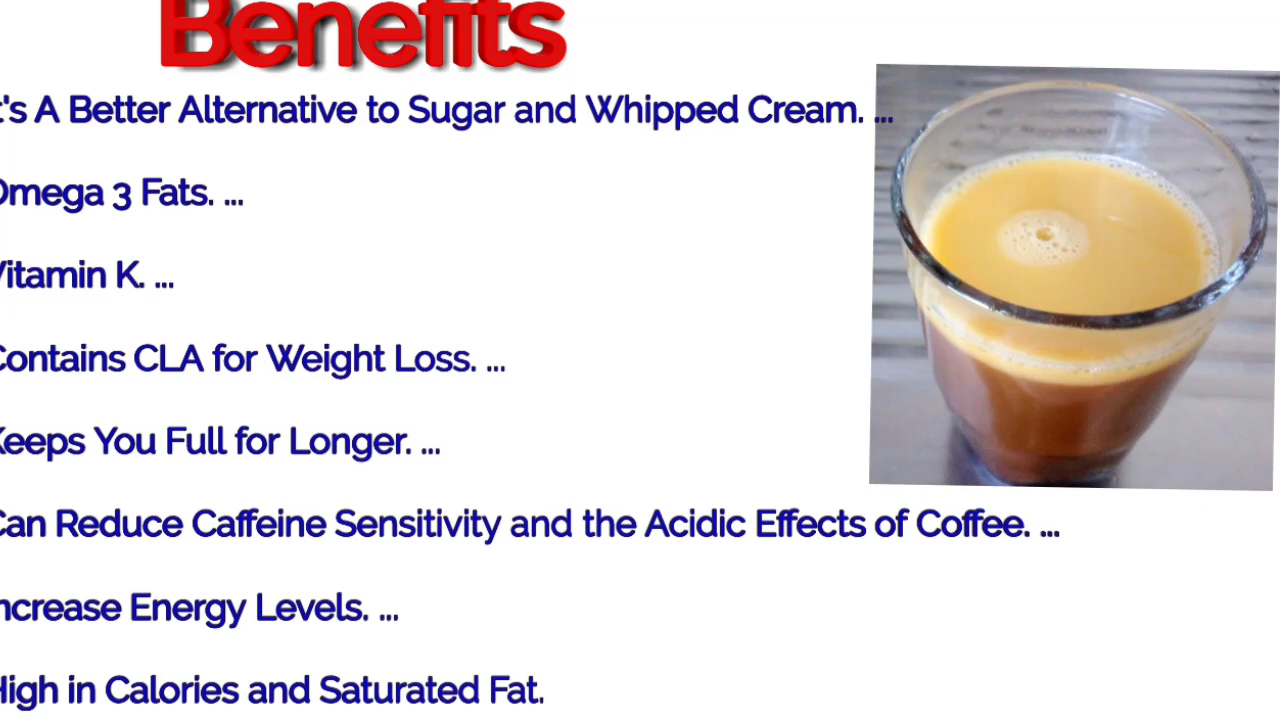 Benefits
t's A Better Alternative to Sugar and Whipped Cream. ...
Omega 3 Fats. ...
Vitamin K. ...
Contains CLA for Weight Loss. ...
Keeps You Full for Longer. ...
Can Reduce Caffeine Sensitivity and the Acidic Effects of Coffee. ...
ncrease Energy Levels. ...
High in Calories and Saturated Fat.